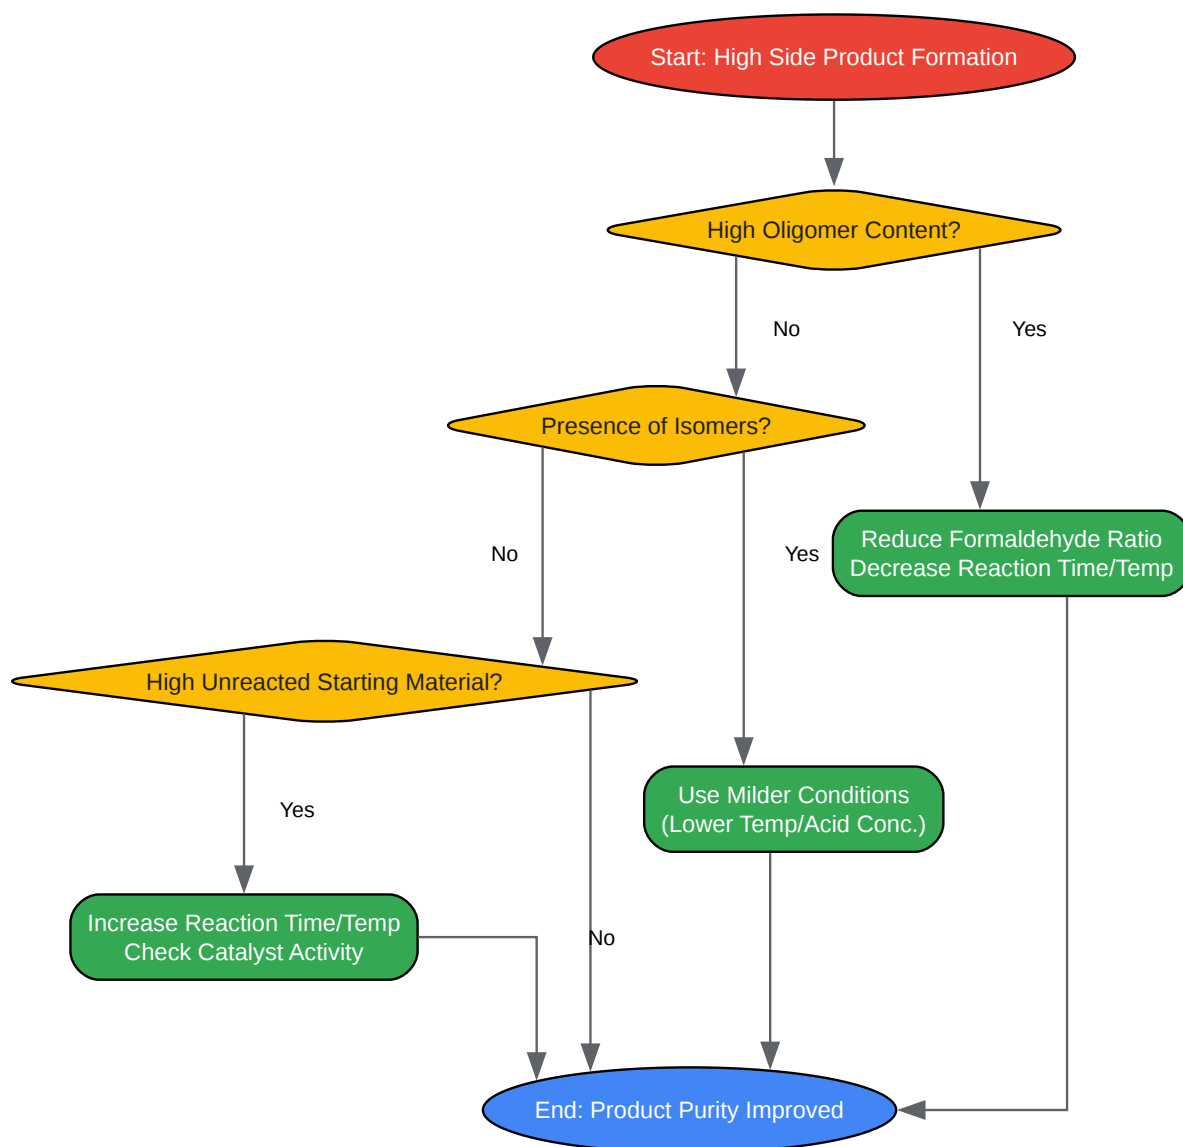 Start: High Side Product Formation
High Oligomer Content?
No
Yes
Presence of Isomers?
Reduce Formaldehyde Ratio
Decrease Reaction Time/Temp
No
Yes
High Unreacted Starting Material?
Use Milder Conditions
(Lower Temp/Acid Conc.)
Yes
Increase Reaction Time/Temp
Check Catalyst Activity
No
End: Product Purity Improved